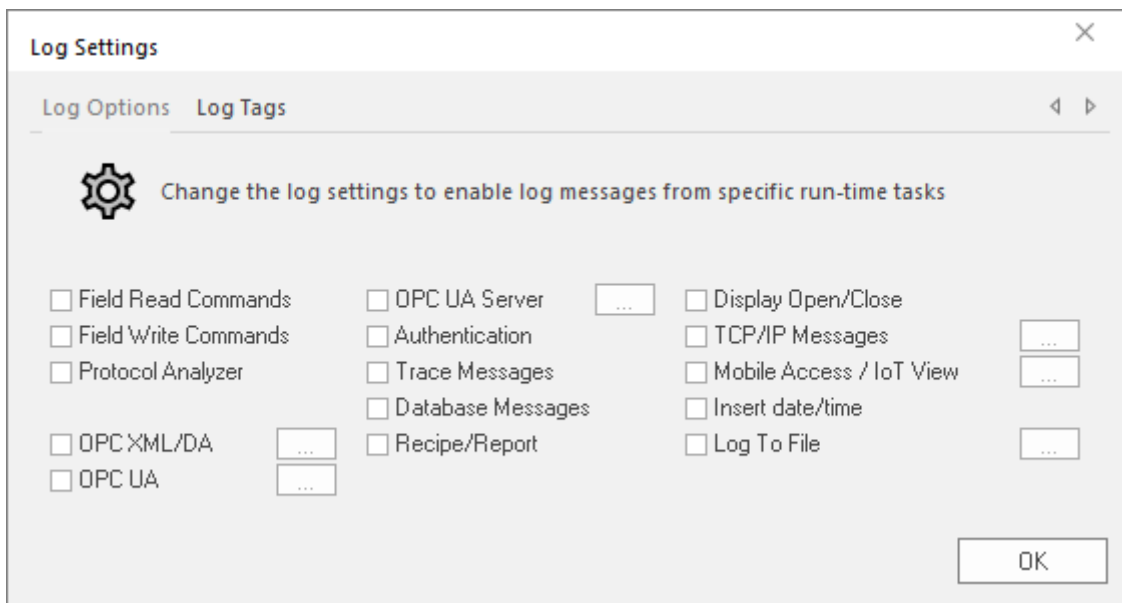 Log Settings
Log Options Log Tags
Change the log settings to enable log messages from specific run-time tasks
Field Read Commands OPC UA Server ... Display Open/Close
Field Write Commands Authentication TCP/IP Messages ...
Protocol Analyzer Trace Messages Mobile Access / IoT View ...
Database Messages Insert date/time
OPC XML/DA ... Recipe/Report Log To File ...
OPC UA ...
OK